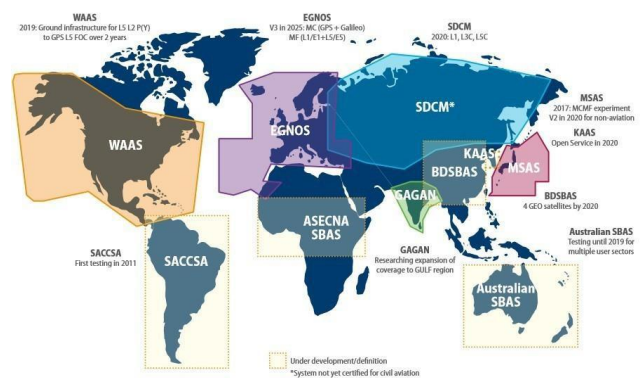 WAAS
2019: Ground infrastructure for L5 L2 P(Y)
to GPS L5 FOC over 2 years
EGNOS
V3 in 2025: MC (GPS + Galileo)
MF (L1/E1+L5/E5)
SDCM
2020: L1, L3C, L5C
MSAS
2017: MCMF experiment
V2 in 2020 for non-aviation
KAAS
Open Service in 2020
BDSBAS
4 GEO satellites by 2020
Australian SBAS
Testing until 2019 for
multiple user sectors
WAAS
EGNOS
SDCM*
KAAS
BDSBAS
MSAS
GAGAN
ASECNA
SBAS
SACCSA
First testing in 2011
SACCSA
GAGAN
Researching expansion of
coverage to GULF region
Australian
SBAS
Under development/definition
*System not yet certified for civil aviation